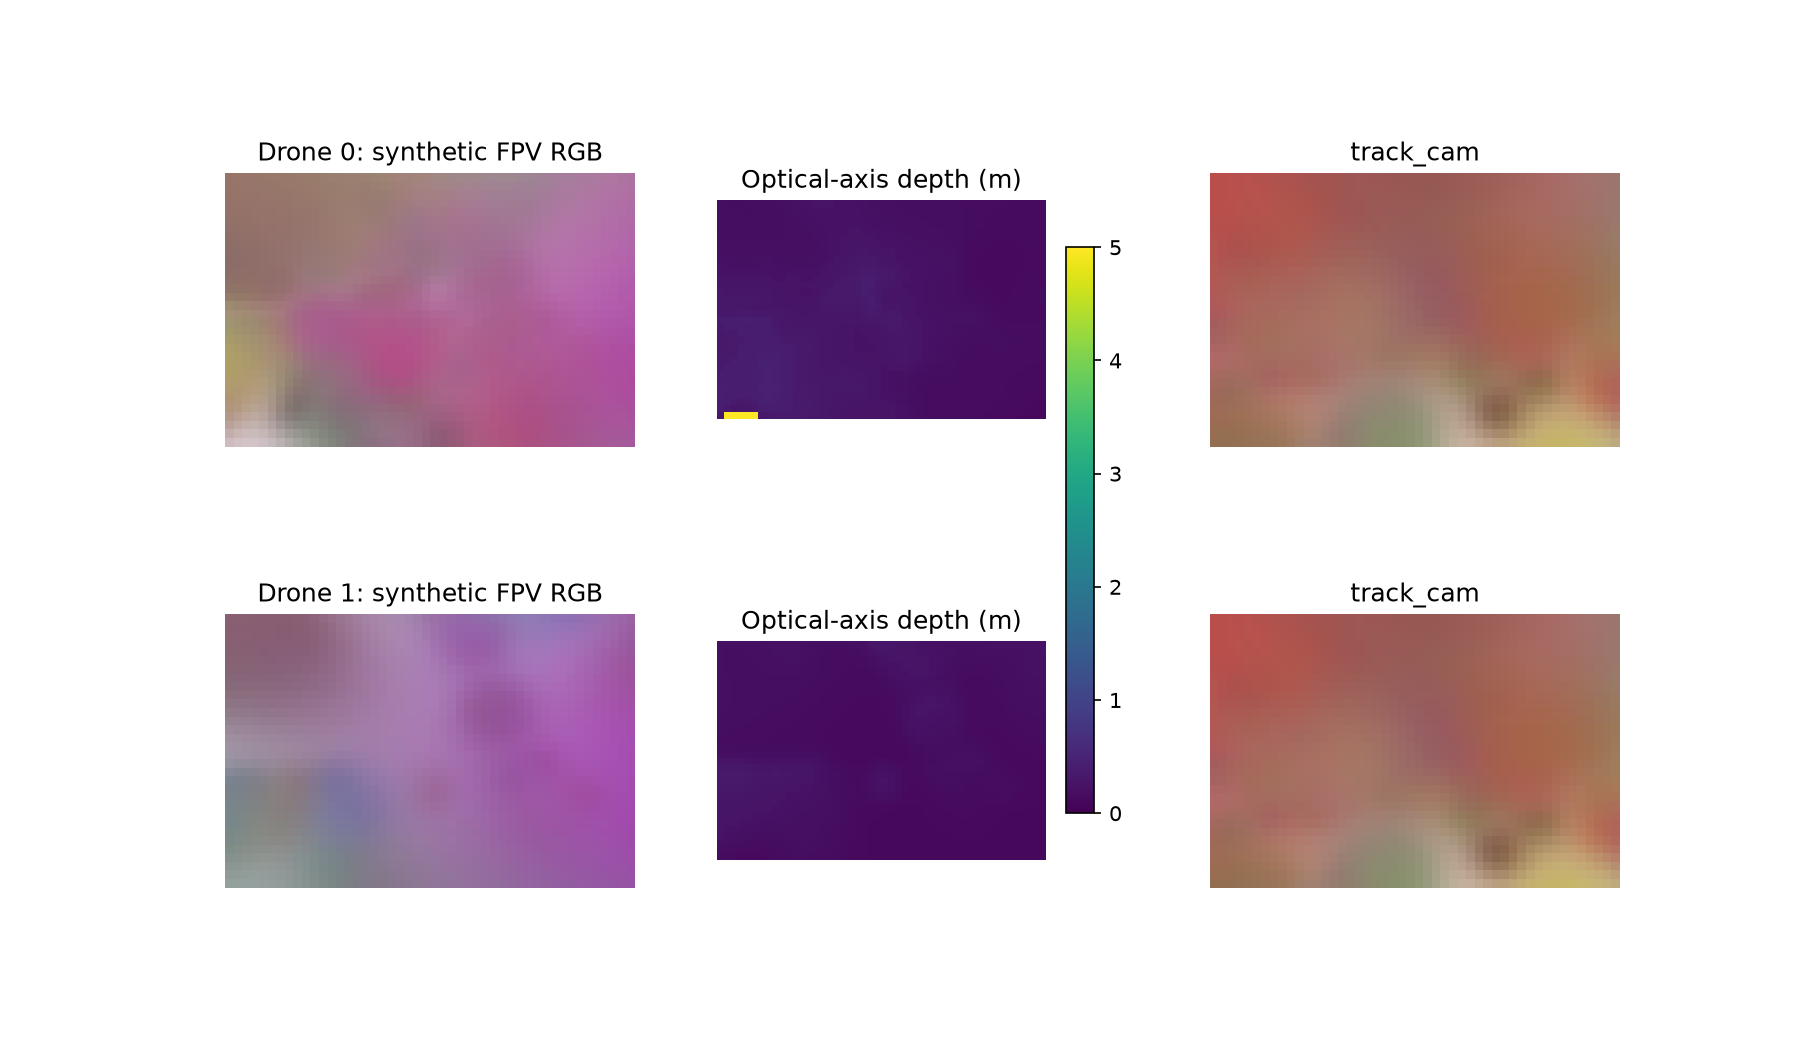 Drone 0: synthetic FPV RGB
Optical-axis depth (m)
track_cam
5
4
3
2
1
0
Drone 1: synthetic FPV RGB
Optical-axis depth (m)
track_cam